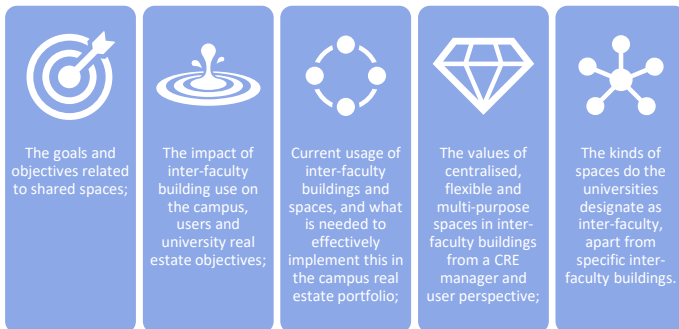 The goals and
objectives related
to shared spaces;
The impact of
inter-faculty
building use on
the campus,
users and
university real
estate objectives;
Current usage of
inter-faculty
buildings and
spaces, and what
is needed to
effectively
implement this in
the campus real
estate portfolio;
The values of
centralised,
flexible and
multi-purpose
spaces in inter-
faculty buildings
from a CRE
manager and
user perspective;
The kinds of
spaces do the
universities
designate as
inter-faculty,
apart from
specific inter-
faculty buildings.